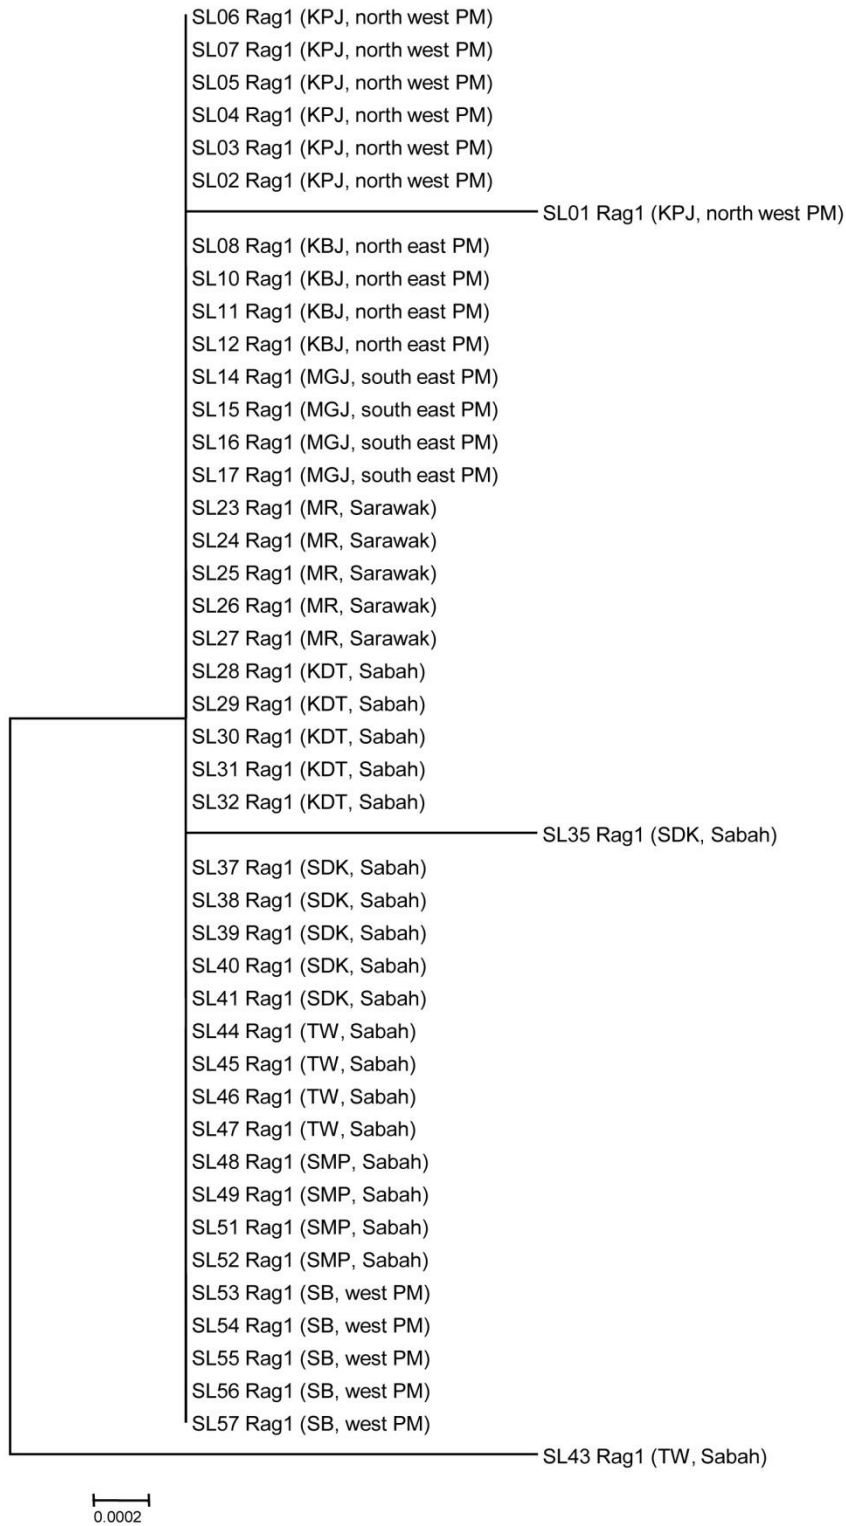 SL06 Rag1 (KPJ, north west PM)
SL07 Rag1 (KPJ, north west PM)
SL05 Rag1 (KPJ, north west PM)
SL04 Rag1 (KPJ, north west PM)
SL03 Rag1 (KPJ, north west PM)
SL02 Rag1 (KPJ, north west PM)
SL01 Rag1 (KPJ, north west PM)
SL08 Rag1 (KBJ, north east PM)
SL10 Rag1 (KBJ, north east PM)
SL11 Rag1 (KBJ, north east PM)
SL12 Rag1 (KBJ, north east PM)
SL14 Rag1 (MGJ, south east PM)
SL15 Rag1 (MGJ, south east PM)
SL16 Rag1 (MGJ, south east PM)
SL17 Rag1 (MGJ, south east PM)
SL23 Rag1 (MR, Sarawak)
SL24 Rag1 (MR, Sarawak)
SL25 Rag1 (MR, Sarawak)
SL26 Rag1 (MR, Sarawak)
SL27 Rag1 (MR, Sarawak)
SL28 Rag1 (KDT, Sabah)
SL29 Rag1 (KDT, Sabah)
SL30 Rag1 (KDT, Sabah)
SL31 Rag1 (KDT, Sabah)
SL32 Rag1 (KDT, Sabah)
SL35 Rag1 (SDK, Sabah)
SL37 Rag1 (SDK, Sabah)
SL38 Rag1 (SDK, Sabah)
SL39 Rag1 (SDK, Sabah)
SL40 Rag1 (SDK, Sabah)
SL41 Rag1 (SDK, Sabah)
SL44 Rag1 (TW, Sabah)
SL45 Rag1 (TW, Sabah)
SL46 Rag1 (TW, Sabah)
SL47 Rag1 (TW, Sabah)
SL48 Rag1 (SMP, Sabah)
SL49 Rag1 (SMP, Sabah)
SL51 Rag1 (SMP, Sabah)
SL52 Rag1 (SMP, Sabah)
SL53 Rag1 (SB, west PM)
SL54 Rag1 (SB, west PM)
SL55 Rag1 (SB, west PM)
SL56 Rag1 (SB, west PM)
SL57 Rag1 (SB, west PM)
SL43 Rag1 (TW, Sabah)
0.0002